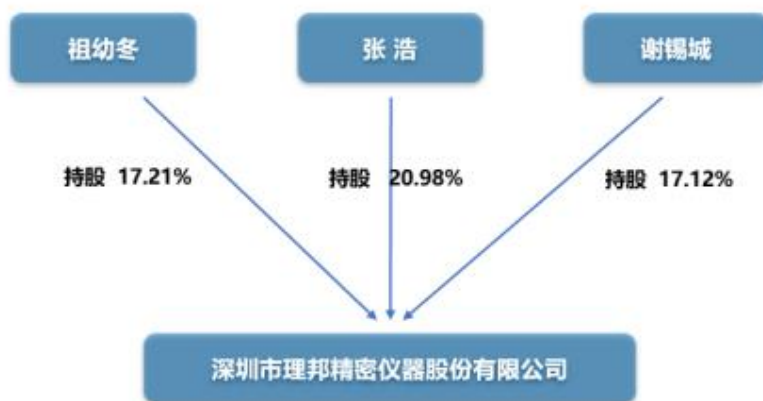 祖幼冬
张 浩
谢锡城
持股 17.21%
持股 20.98%
持股 17.12%
深圳市理邦精密仪器股份有限公司